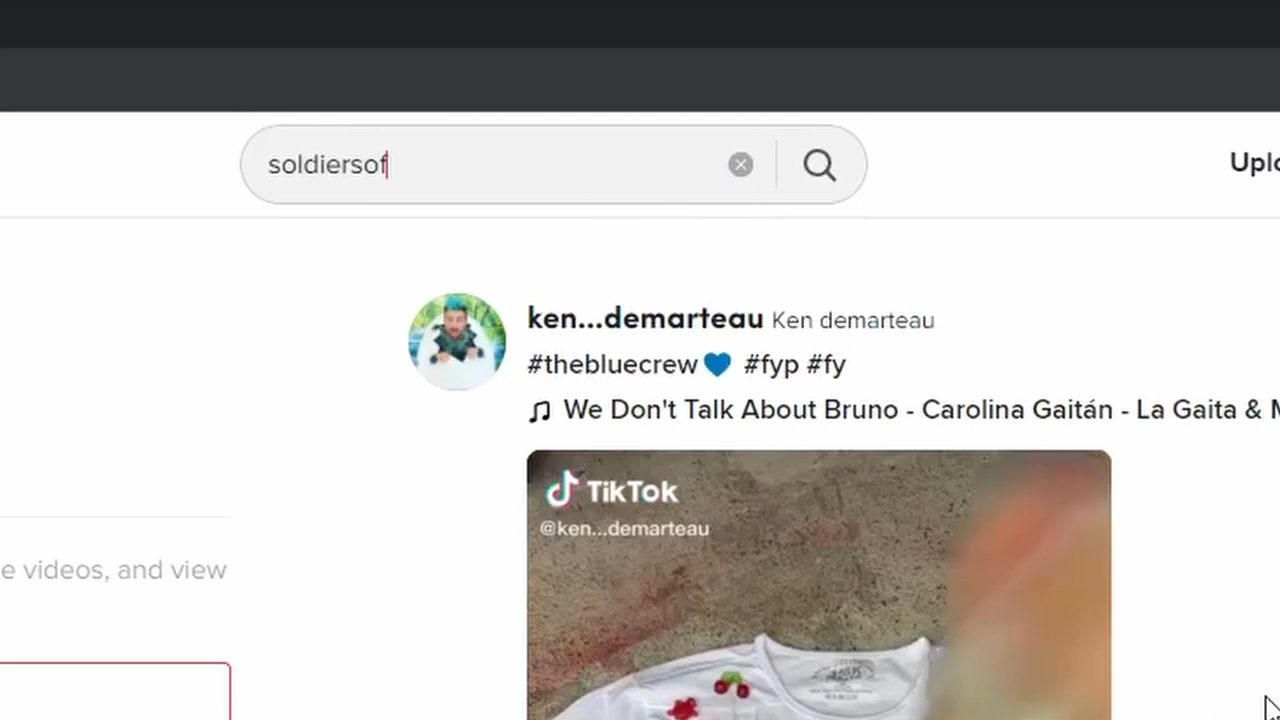 soldiersof
Uplo
ken...demarteau Ken demarteau
#thebluecrew💙 #fyp #fy
We Don't Talk About Bruno - Carolina Gaitán - La Gaita & M
TikTok
@ken...demarteau
e videos, and view